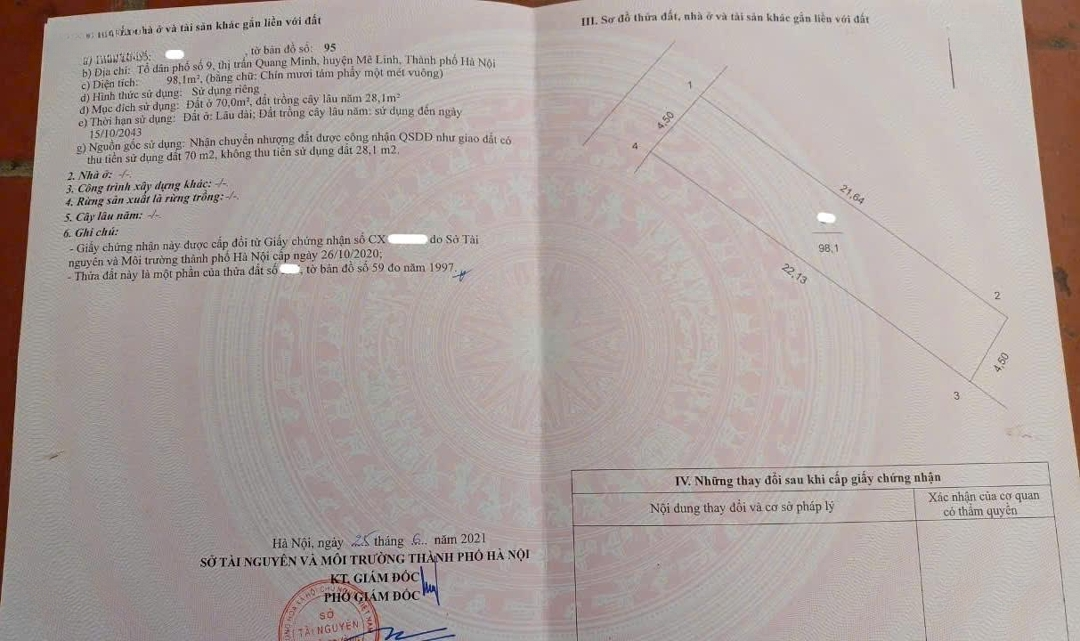 nhà ở và tài sản khác gắn liền với đất
tờ bản đồ số: 95
b) Địa chỉ: Tổ dân phố số 9, thị trấn Quang Minh, huyện Mê Linh, Thành phố Hà Nội
c) Diện tích: 98,1m², (bằng chữ: Chín mươi tám phẩy một mét vuông)
d) Hình thức sử dụng: Sử dụng riêng
đ) Mục đích sử dụng: Đất ở 70,0m², đất trồng cây lâu năm 28,1m²
e) Thời hạn sử dụng: Đất ở: Lâu dài; Đất trồng cây lâu năm: sử dụng đến ngày
15/10/2043
g) Nguồn gốc sử dụng: Nhận chuyển nhượng đất được công nhận QSDĐ như giao đất có
thu tiền sử dụng đất 70 m2, không thu tiền sử dụng đất 28,1 m2.
2. Nhà ở: -/-.
3. Công trình xây dựng khác: -/-.
4. Rừng sản xuất là rừng trồng: -/-.
5. Cây lâu năm: -/-.
6. Ghi chú:
- Giấy chứng nhận này được cấp đổi từ Giấy chứng nhận số CX do Sở Tài
nguyên và Môi trường thành phố Hà Nội cấp ngày 26/10/2020;
- Thửa đất này là một phần của thửa đất số , tờ bản đồ số 59 đo năm 1997.
Hà Nội, ngày 25 tháng 6 năm 2021
SỞ TÀI NGUYÊN VÀ MÔI TRƯỜNG THÀNH PHỐ HÀ NỘI
KT. GIÁM ĐỐC
PHÓ GIÁM ĐỐC
SỞ
TÀI NGUYÊN
III. Sơ đồ thửa đất, nhà ở và tài sản khác gắn liền với đất
1
4,50
4
21,64
98,1
22,13
2
4,50
3
IV. Những thay đổi sau khi cấp giấy chứng nhận
Nội dung thay đổi và cơ sở pháp lý
Xác nhận của cơ quan
có thẩm quyền